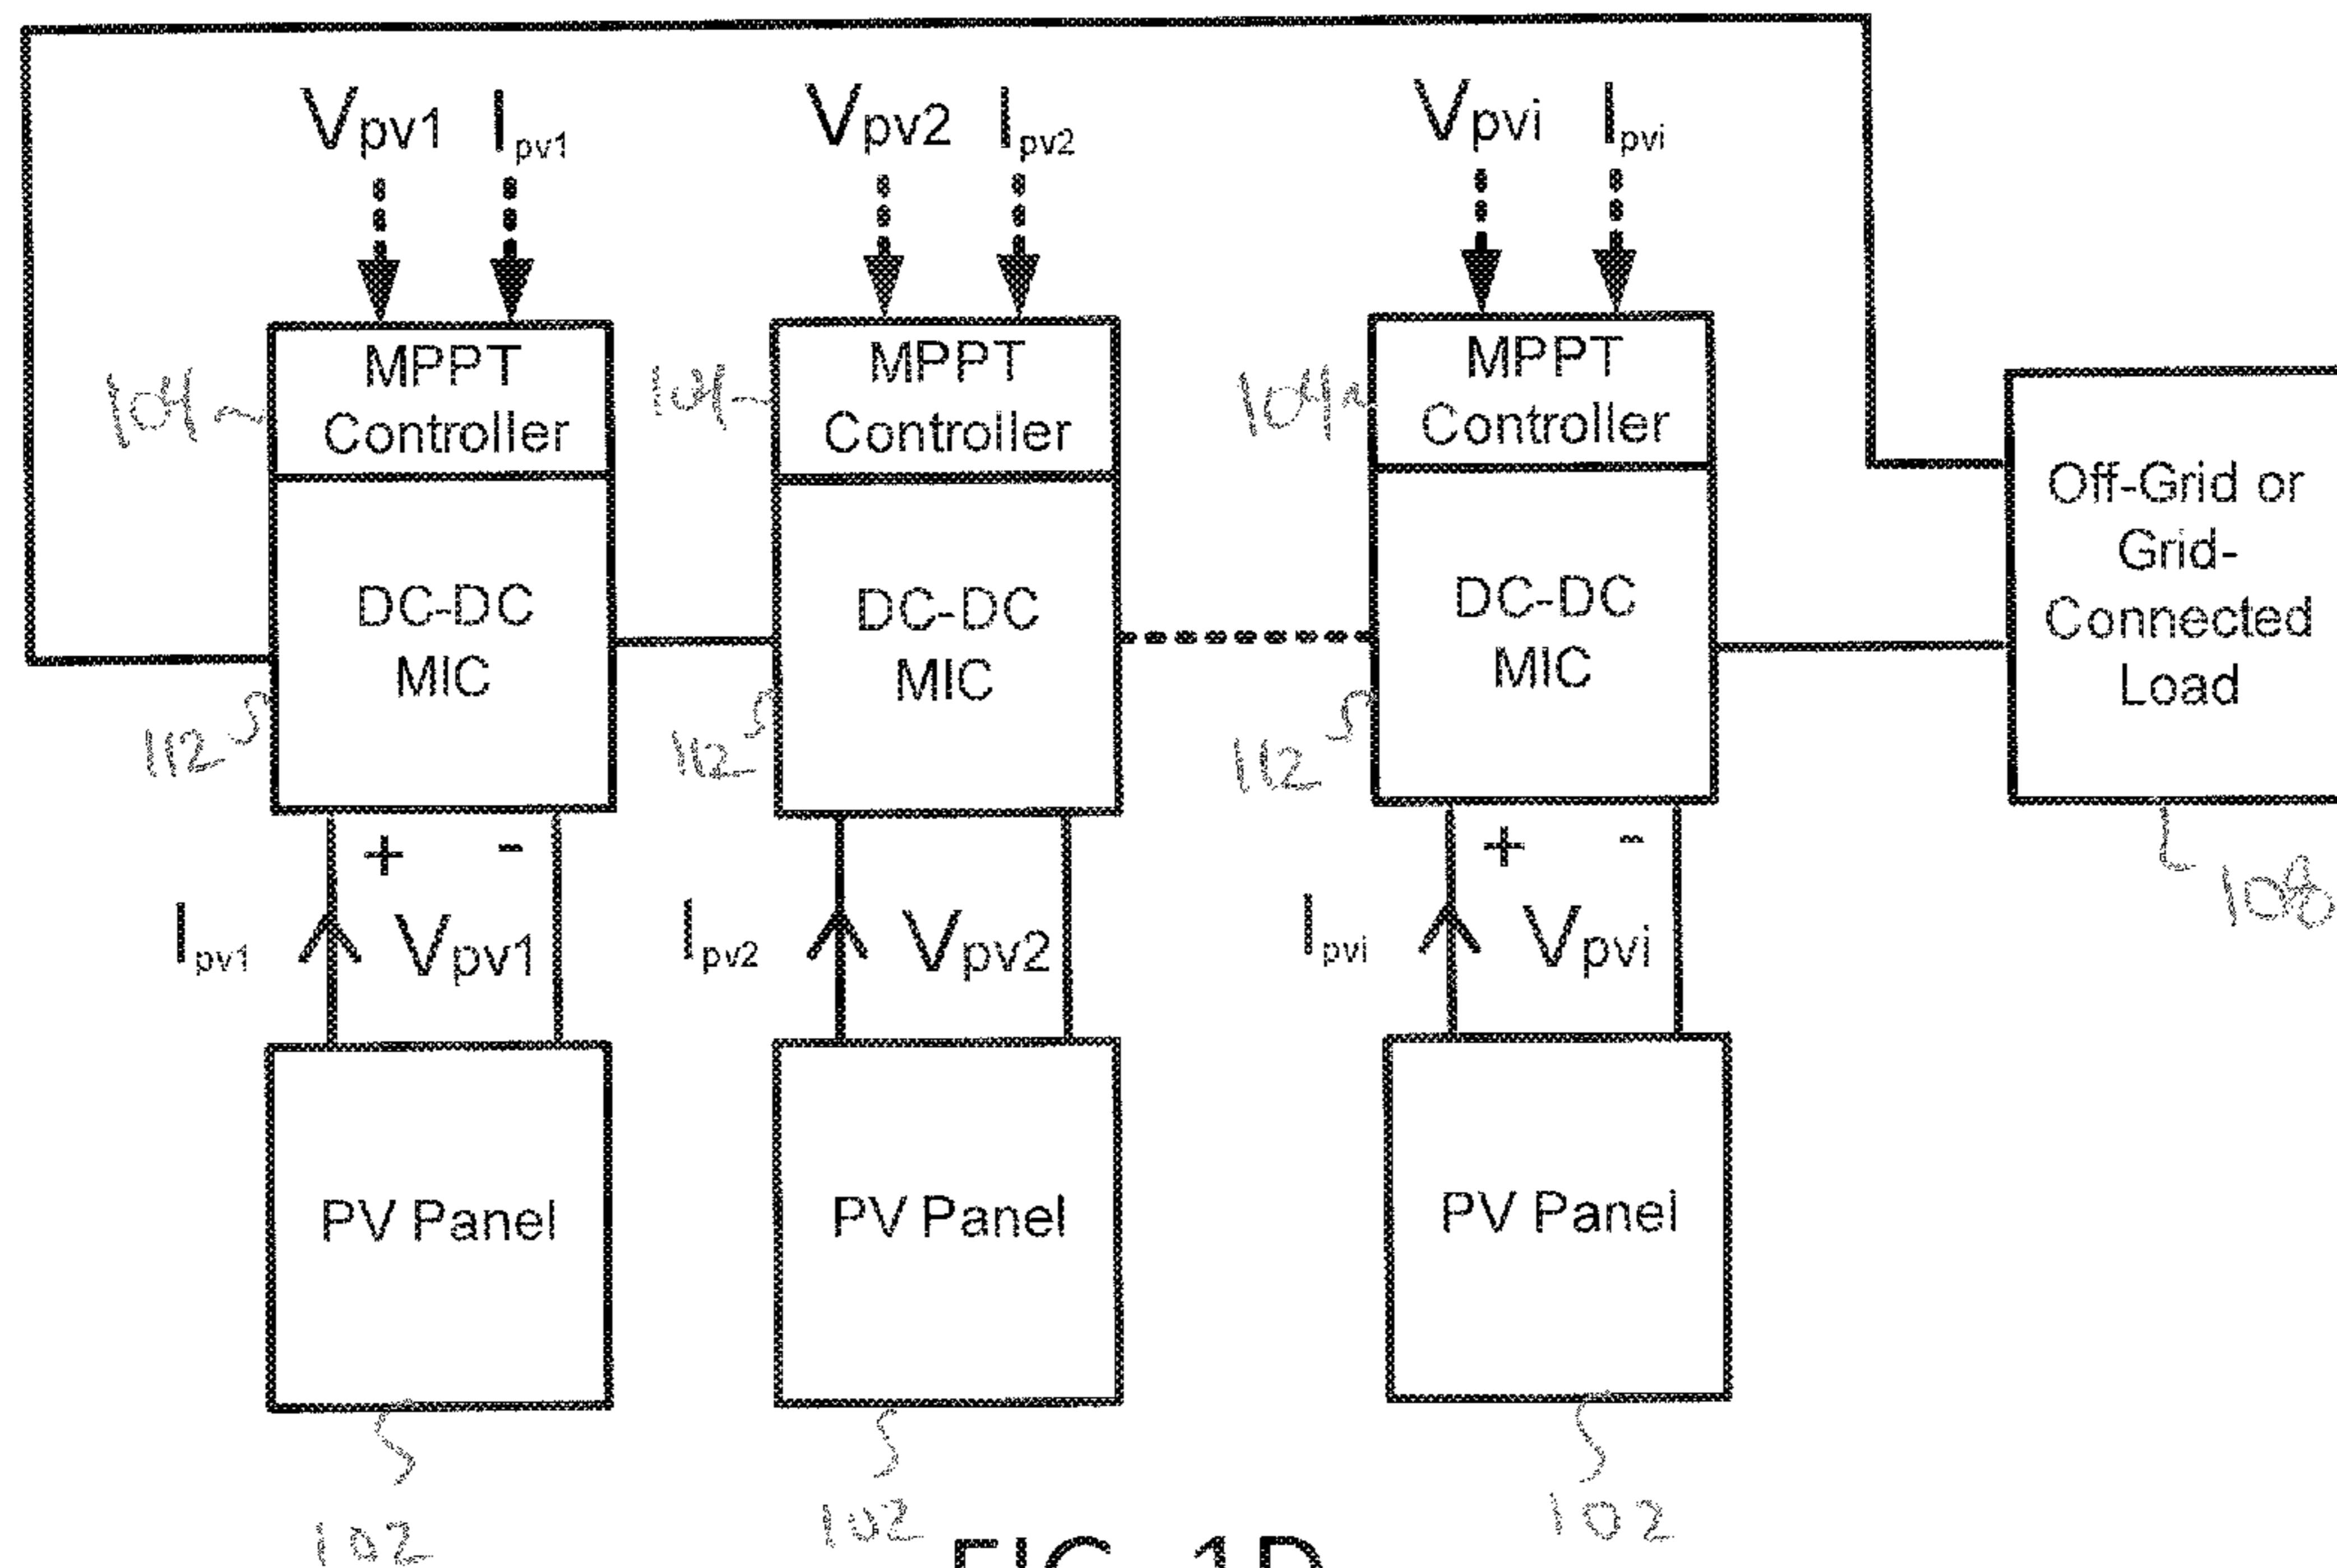 Vpv1 Ipv1 Vpv2 Ipv2 Vpvi Ipvi
MPPT
Controller
MPPT
Controller
MPPT
Controller
104
104
104
DC-DC
MIC
DC-DC
MIC
DC-DC
MIC
Off-Grid or
Grid-
Connected
Load
112
112
112
108
+ -
+ -
Ipv1 Vpv1 Ipv2 Vpv2 Ipvi Vpvi
PV Panel
PV Panel
PV Panel
102
102
102
FIG. 1D